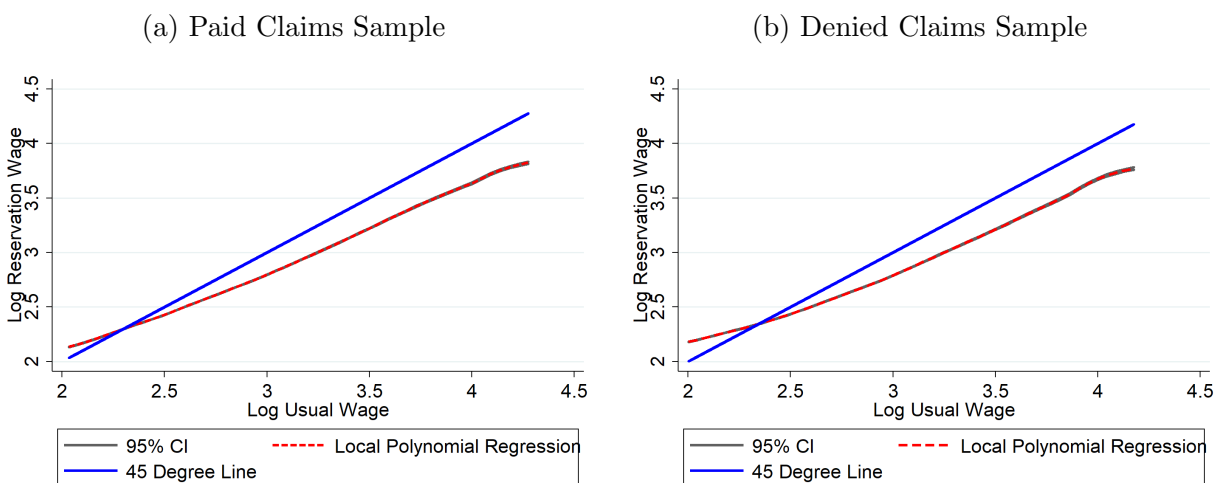 (a) Paid Claims Sample
Log Reservation Wage
4.5
4
3.5
3
2.5
2
2 2.5 3 3.5 4 4.5
Log Usual Wage
95% CI Local Polynomial Regression
45 Degree Line
(b) Denied Claims Sample
Log Reservation Wage
4.5
4
3.5
3
2.5
2
2 2.5 3 3.5 4 4.5
Log Usual Wage
95% CI Local Polynomial Regression
45 Degree Line